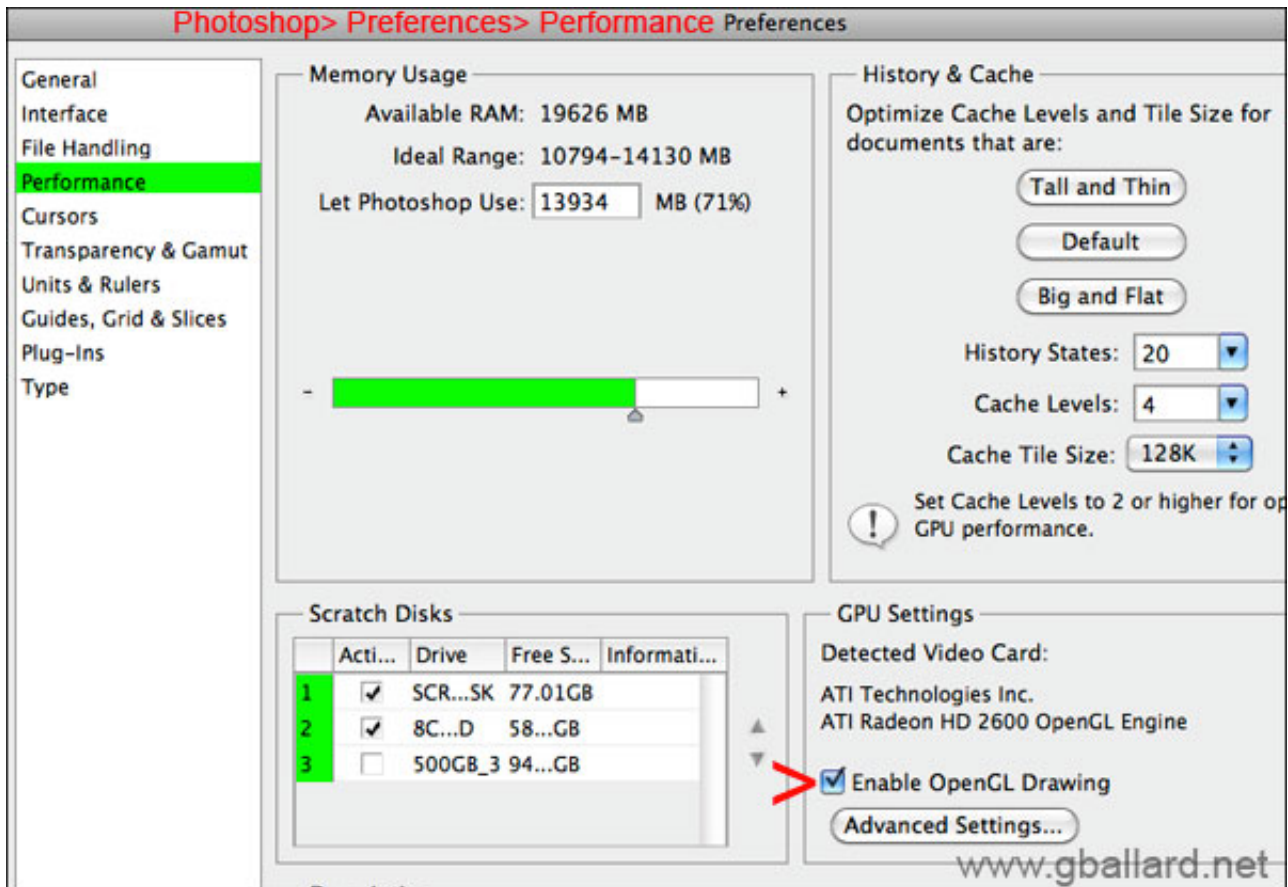 Photoshop> Preferences> Performance Preferences
General
Interface
File Handling
Performance
Cursors
Transparency & Gamut
Units & Rulers
Guides, Grid & Slices
Plug-Ins
Type
Memory Usage
Available RAM: 19626 MB
Ideal Range: 10794-14130 MB
Let Photoshop Use: 13934 MB (71%)
- +
History & Cache
Optimize Cache Levels and Tile Size for
documents that are:
Tall and Thin
Default
Big and Flat
History States: 20
Cache Levels: 4
Cache Tile Size: 128K
Set Cache Levels to 2 or higher for op
GPU performance.
Scratch Disks
Acti... Drive Free S... Informati...
1 SCR...SK 77.01GB
2 8C...D 58...GB
3 500GB_3 94...GB
GPU Settings
Detected Video Card:
ATI Technologies Inc.
ATI Radeon HD 2600 OpenGL Engine
> Enable OpenGL Drawing
Advanced Settings...
www.gballard.net